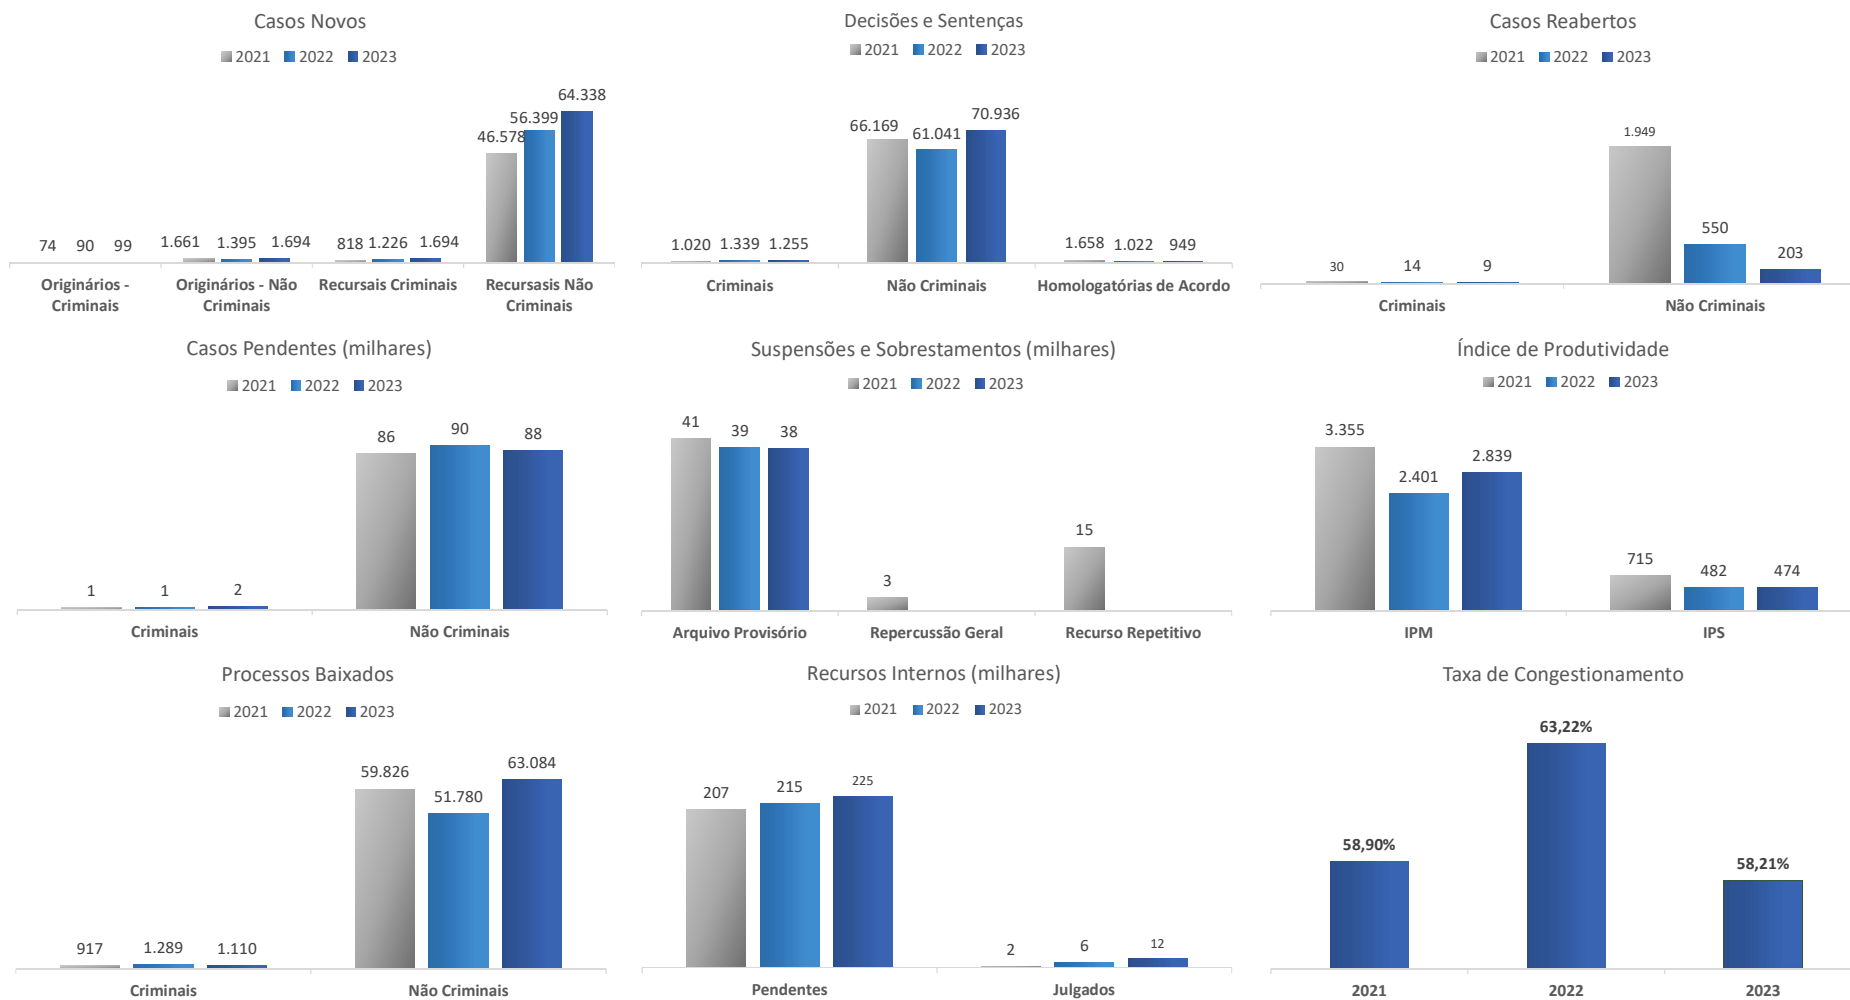 Casos Novos
2021 2022 2023
74 90 99 1.661 1.395 1.694 818 1.226 1.694 46.578 56.399 64.338
Originários - Criminais
Originários - Não Criminais
Recursais Criminais
Recursasis Não Criminais
Decisões e Sentenças
2021 2022 2023
1.020 1.339 1.255 66.169 61.041 70.936 1.658 1.022 949
Criminais Não Criminais Homologatórias de Acordo
Casos Reabertos
2021 2022 2023
30 14 9 1.949 550 203
Criminais Não Criminais
Casos Pendentes (milhares)
2021 2022 2023
1 1 2 86 90 88
Criminais Não Criminais
Suspensões e Sobrestamentos (milhares)
2021 2022 2023
41 39 38 3 15
Arquivo Provisório Repercussão Geral Recurso Repetitivo
Índice de Produtividade
2021 2022 2023
3.355 2.401 2.839 715 482 474
IPM IPS
Processos Baixados
2021 2022 2023
917 1.289 1.110 59.826 51.780 63.084
Criminais Não Criminais
Recursos Internos (milhares)
2021 2022 2023
207 215 225 2 6 12
Pendentes Julgados
Taxa de Congestionamento
58,90% 63,22% 58,21%
2021 2022 2023